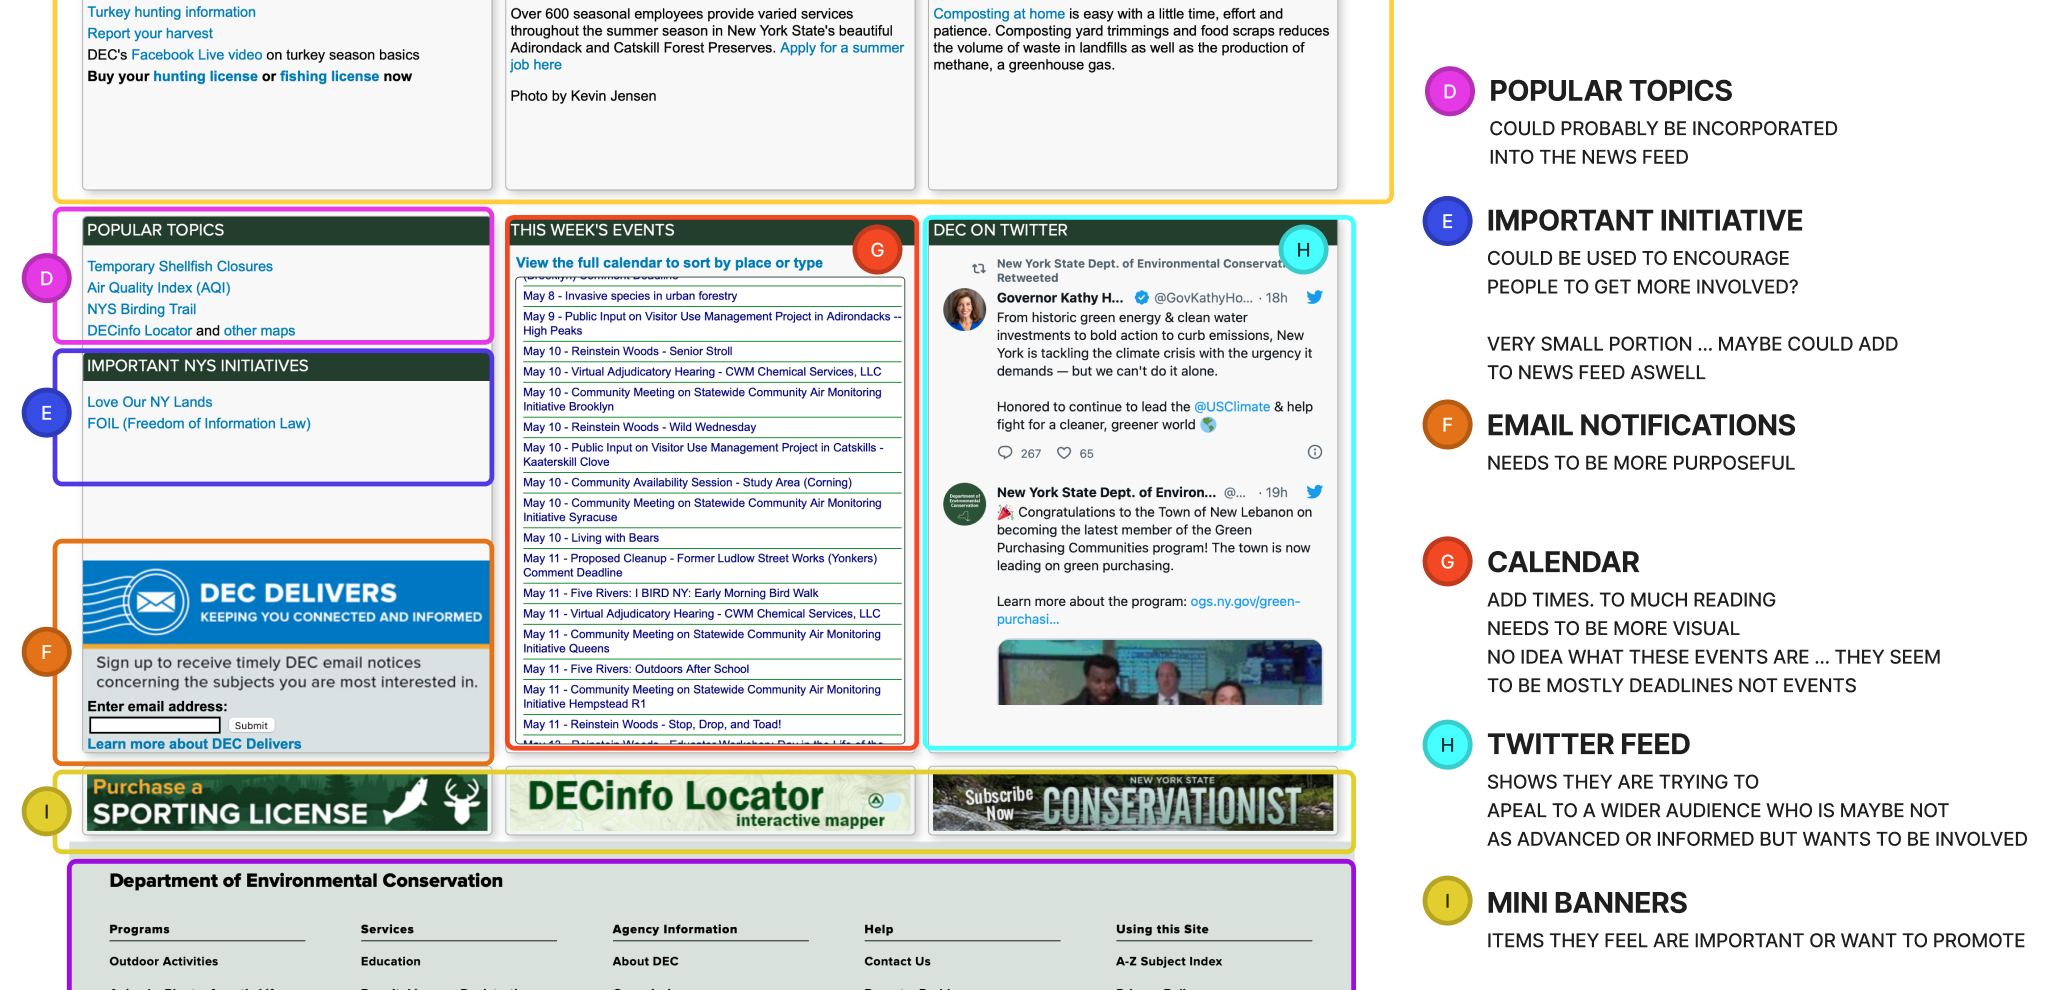 Turkey hunting information
Report your harvest
DEC's Facebook Live video on turkey season basics
Buy your hunting license or fishing license now
Over 600 seasonal employees provide varied services
throughout the summer season in New York State's beautiful
Adirondack and Catskill Forest Preserves. Apply for a summer
job here
Photo by Kevin Jensen
Composting at home is easy with a little time, effort and
patience. Composting yard trimmings and food scraps reduces
the volume of waste in landfills as well as the production of
methane, a greenhouse gas.
D
POPULAR TOPICS
Temporary Shellfish Closures
Air Quality Index (AQI)
NYS Birding Trail
DECinfo Locator and other maps
E
IMPORTANT NYS INITIATIVES
Love Our NY Lands
FOIL (Freedom of Information Law)
F
DEC DELIVERS
KEEPING YOU CONNECTED AND INFORMED
Sign up to receive timely DEC email notices
concerning the subjects you are most interested in.
Enter email address:
Submit
Learn more about DEC Delivers
THIS WEEK'S EVENTS
G
View the full calendar to sort by place or type
(Brooklyn) Comment Deadline
May 8 - Invasive species in urban forestry
May 9 - Public Input on Visitor Use Management Project in Adirondacks --
High Peaks
May 10 - Reinstein Woods - Senior Stroll
May 10 - Virtual Adjudicatory Hearing - CWM Chemical Services, LLC
May 10 - Community Meeting on Statewide Community Air Monitoring
Initiative Brooklyn
May 10 - Reinstein Woods - Wild Wednesday
May 10 - Public Input on Visitor Use Management Project in Catskills -
Kaaterskill Clove
May 10 - Community Availability Session - Study Area (Corning)
May 10 - Community Meeting on Statewide Community Air Monitoring
Initiative Syracuse
May 10 - Living with Bears
May 11 - Proposed Cleanup - Former Ludlow Street Works (Yonkers)
Comment Deadline
May 11 - Five Rivers: I BIRD NY: Early Morning Bird Walk
May 11 - Virtual Adjudicatory Hearing - CWM Chemical Services, LLC
May 11 - Community Meeting on Statewide Community Air Monitoring
Initiative Queens
May 11 - Five Rivers: Outdoors After School
May 11 - Community Meeting on Statewide Community Air Monitoring
Initiative Hempstead R1
May 11 - Reinstein Woods - Stop, Drop, and Toad!
DEC ON TWITTER
H
New York State Dept. of Environmental Conservat
Retweeted
Governor Kathy H... @GovKathyHo... · 18h
From historic green energy & clean water
investments to bold action to curb emissions, New
York is tackling the climate crisis with the urgency it
demands — but we can't do it alone.
Honored to continue to lead the @USClimate & help
fight for a cleaner, greener world 🌎
267 65
New York State Dept. of Environ... @... · 19h
🎉 Congratulations to the Town of New Lebanon on
becoming the latest member of the Green
Purchasing Communities program! The town is now
leading on green purchasing.
Learn more about the program: ogs.ny.gov/green-
purchasi...
I
Purchase a
SPORTING LICENSE
DECinfo Locator
interactive mapper
NEW YORK STATE
Subscribe
Now
CONSERVATIONIST
Department of Environmental Conservation
Programs
Services
Agency Information
Help
Using this Site
Outdoor Activities
Education
About DEC
Contact Us
A-Z Subject Index
D
POPULAR TOPICS
COULD PROBABLY BE INCORPORATED
INTO THE NEWS FEED
E
IMPORTANT INITIATIVE
COULD BE USED TO ENCOURAGE
PEOPLE TO GET MORE INVOLVED?
VERY SMALL PORTION ... MAYBE COULD ADD
TO NEWS FEED ASWELL
F
EMAIL NOTIFICATIONS
NEEDS TO BE MORE PURPOSEFUL
G
CALENDAR
ADD TIMES. TO MUCH READING
NEEDS TO BE MORE VISUAL
NO IDEA WHAT THESE EVENTS ARE ... THEY SEEM
TO BE MOSTLY DEADLINES NOT EVENTS
H
TWITTER FEED
SHOWS THEY ARE TRYING TO
APEAL TO A WIDER AUDIENCE WHO IS MAYBE NOT
AS ADVANCED OR INFORMED BUT WANTS TO BE INVOLVED
I
MINI BANNERS
ITEMS THEY FEEL ARE IMPORTANT OR WANT TO PROMOTE